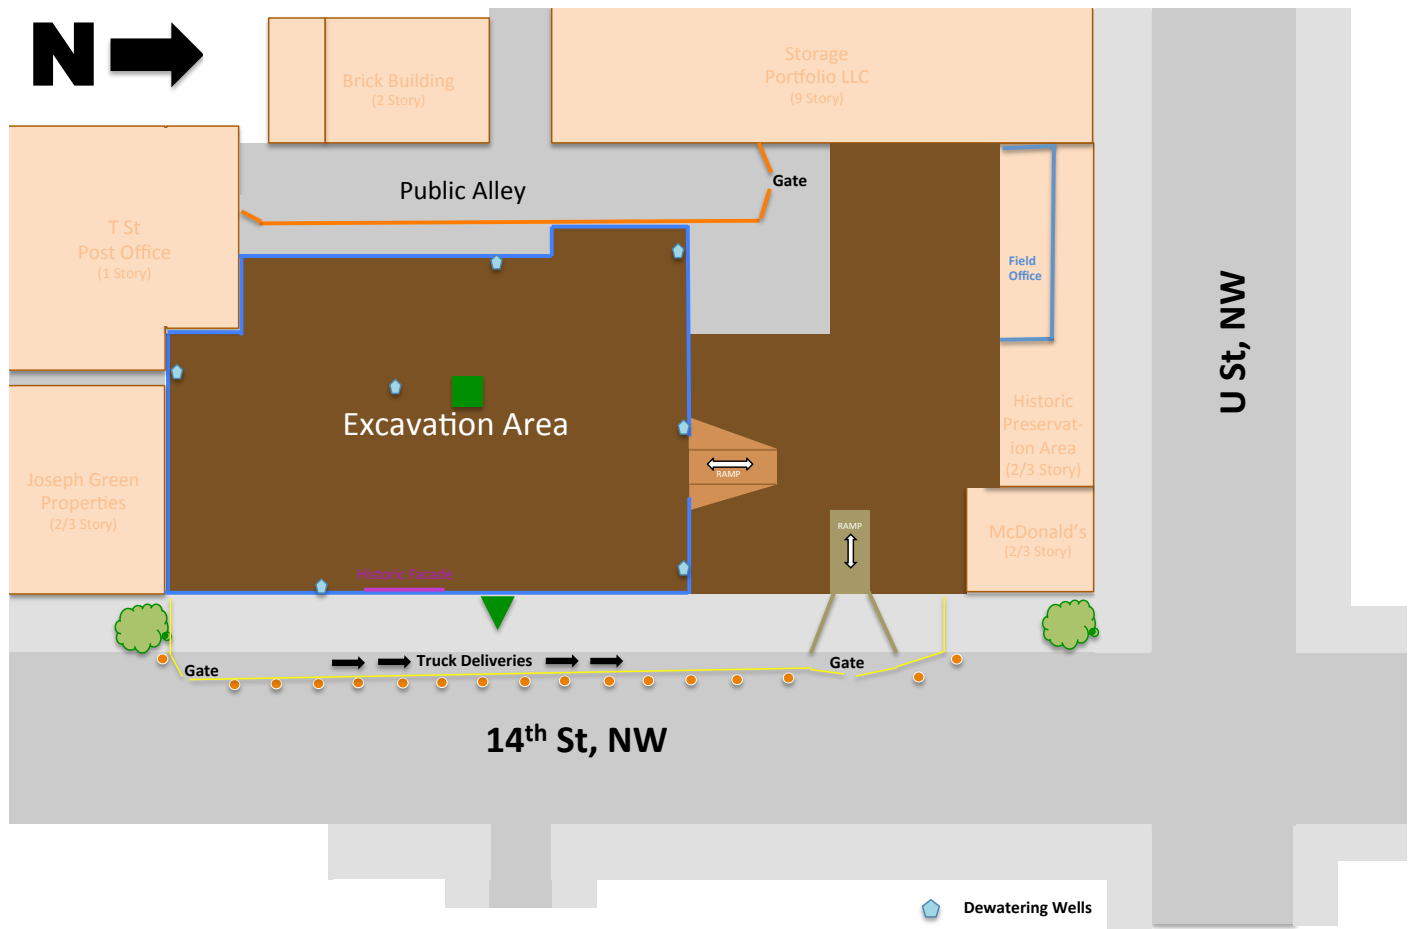 N
Brick Building
(2 Story)
Storage
Portfolio LLC
(9 Story)
Public Alley
Gate
T St
Post Office
(1 Story)
Field
Office
U St, NW
Excavation Area
RAMP
Historic
Preservat-
ion Area
(2/3 Story)
Joseph Green
Properties
(2/3 Story)
RAMP
McDonald's
(2/3 Story)
Historic Facade
Gate
Truck Deliveries
Gate
14th St, NW
Dewatering Wells